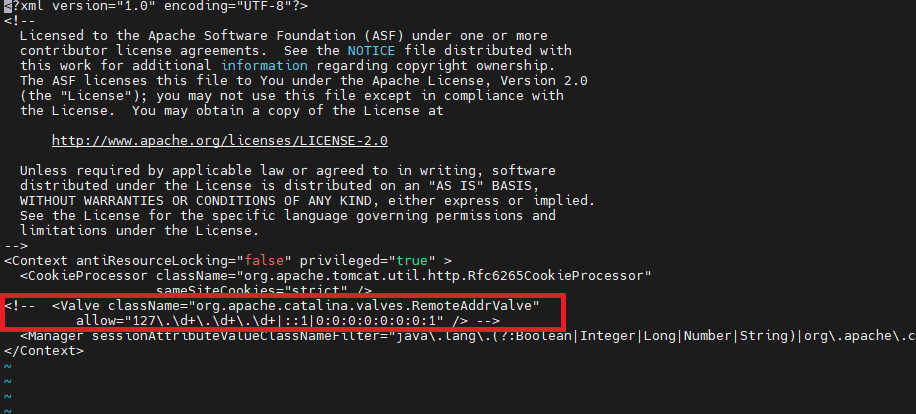 <?xml version="1.0" encoding="UTF-8"?>
<!--
  Licensed to the Apache Software Foundation (ASF) under one or more
  contributor license agreements.  See the NOTICE file distributed with
  this work for additional information regarding copyright ownership.
  The ASF licenses this file to You under the Apache License, Version 2.0
  (the "License"); you may not use this file except in compliance with
  the License.  You may obtain a copy of the License at

      http://www.apache.org/licenses/LICENSE-2.0

  Unless required by applicable law or agreed to in writing, software
  distributed under the License is distributed on an "AS IS" BASIS,
  WITHOUT WARRANTIES OR CONDITIONS OF ANY KIND, either express or implied.
  See the License for the specific language governing permissions and
  limitations under the License.
-->
<Context antiResourceLocking="false" privileged="true" >
  <CookieProcessor className="org.apache.tomcat.util.http.Rfc6265CookieProcessor"
                   sameSiteCookies="strict" />
<!--  <Valve className="org.apache.catalina.valves.RemoteAddrValve"
         allow="127\.\d+\.\d+\.\d+|::1|0:0:0:0:0:0:0:1" /> -->
  <Manager sessionAttributeValueClassNameFilter="java\.lang\.(?:Boolean|Integer|Long|Number|String)|org\.apache\.c
</Context>
~
~
~
~